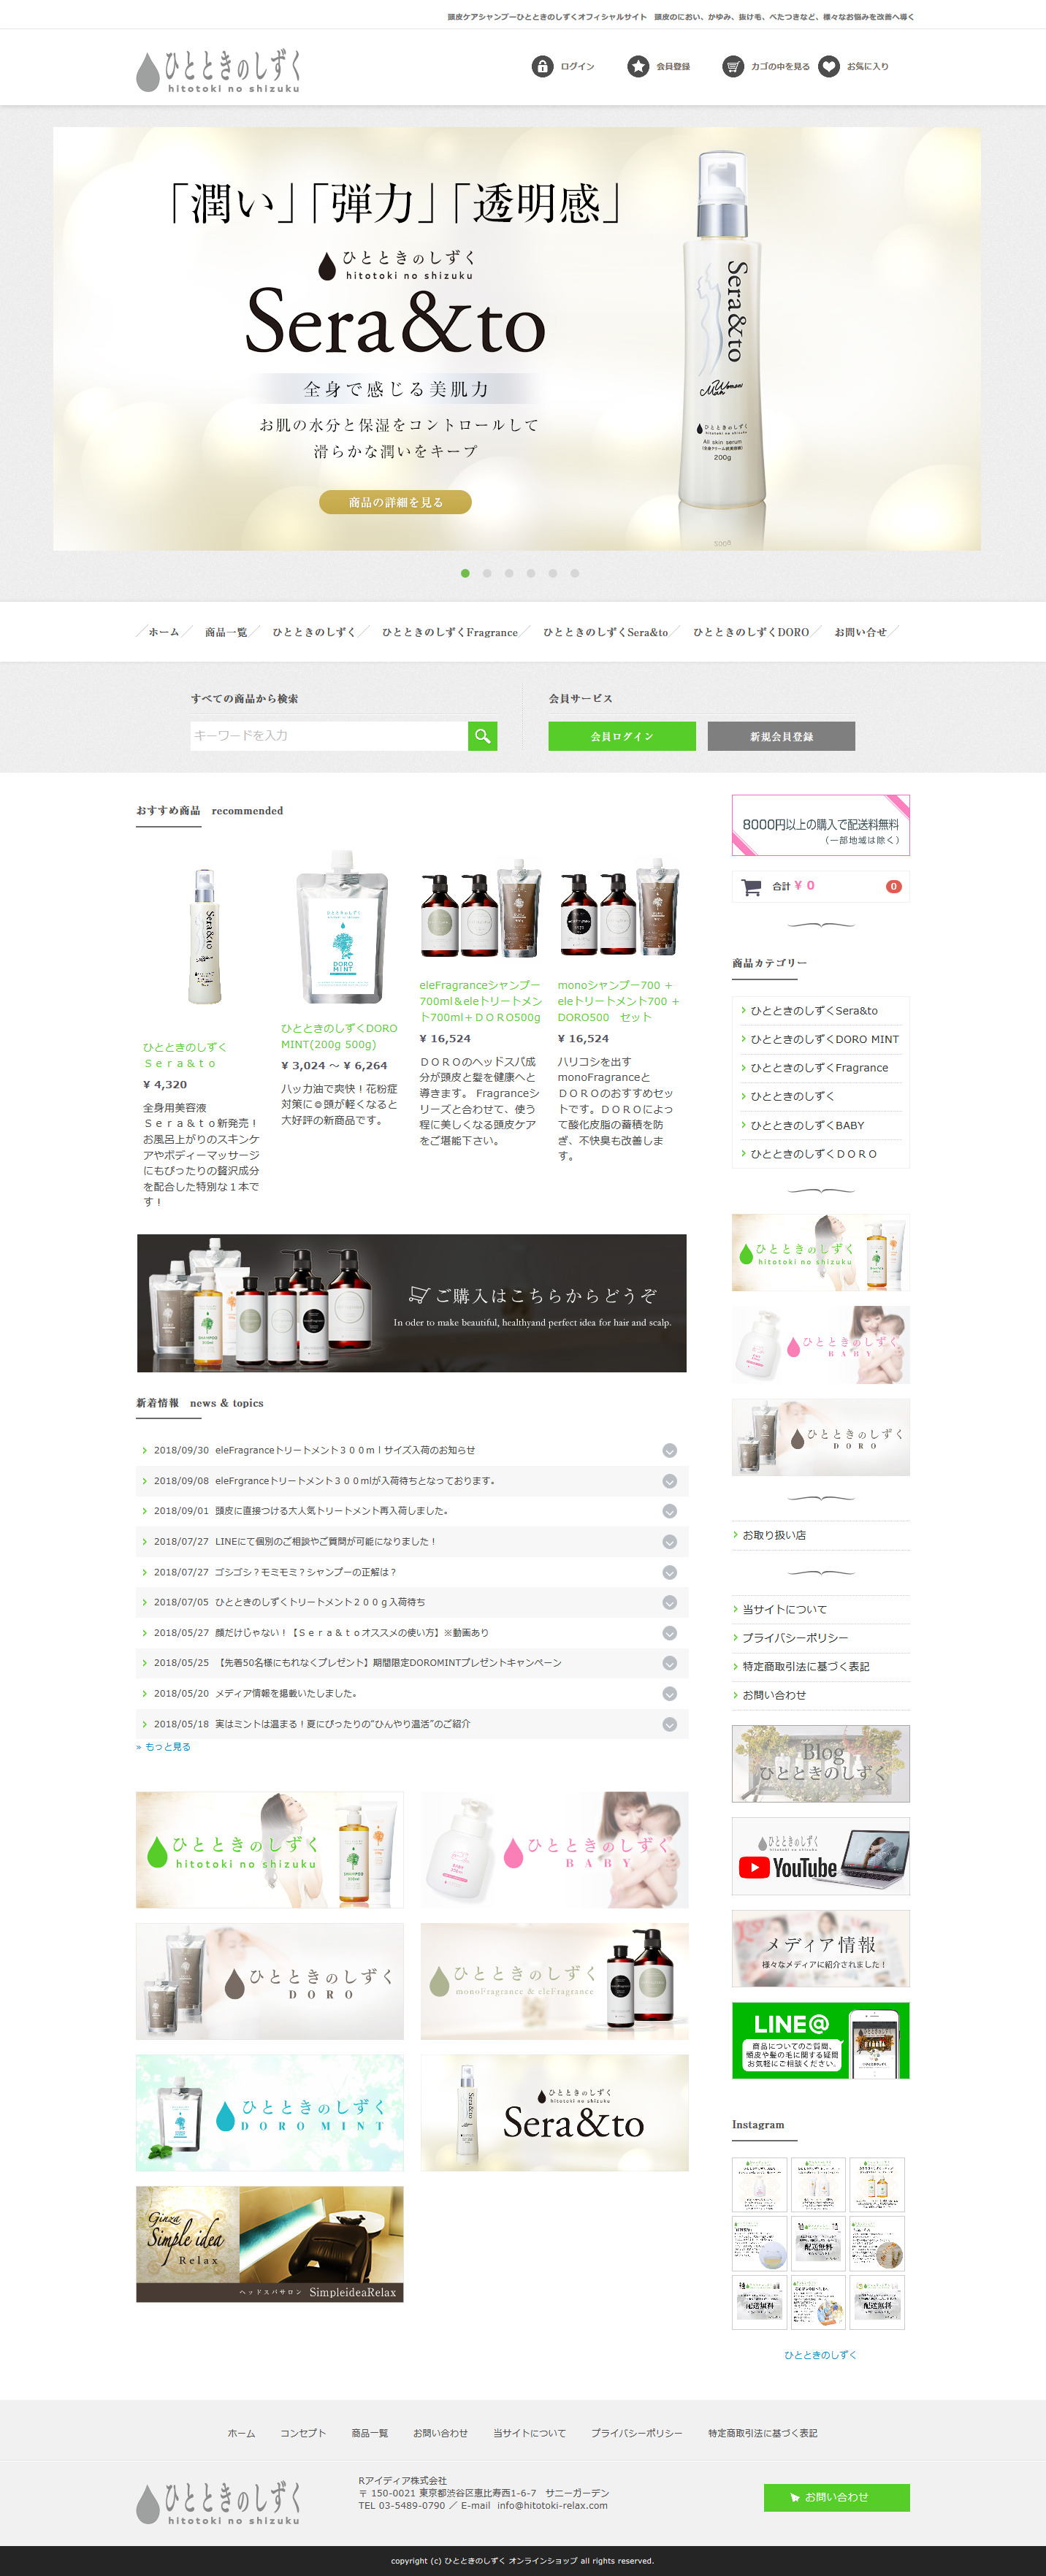 頭皮ケアシャンプーひとときのしずくオフィシャルサイト　頭皮のにおい、かゆみ、抜け毛、べたつきなど、様々なお悩みを改善へ導く
ひとときのしずく
hitotoki no shizuku
ログイン
会員登録
カゴの中を見る
お気に入り
「潤い」「弾力」「透明感」
ひとときのしずく
hitotoki no shizuku
Sera&to
全身で感じる美肌力
お肌の水分と保湿をコントロールして
滑らかな潤いをキープ
商品の詳細を見る
Sera&to
Woman
Man
ひとときのしずく
hitotoki no shizuku
All skin serum
200g
ホーム
商品一覧
ひとときのしずく
ひとときのしずくFragrance
ひとときのしずくSera&to
ひとときのしずくDORO
お問い合せ
すべての商品から検索
キーワードを入力
会員サービス
会員ログイン
新規会員登録
おすすめ商品　recommended
Sera&to
ひとときのしずく
Ｓｅｒａ＆ｔｏ
¥ 4,320
全身用美容液
Ｓｅｒａ＆ｔｏ新発売！
お風呂上がりのスキンケ
アやボディーマッサージ
にもぴったりの贅沢成分
を配合した特別な１本で
す！
DORO
MINT
ひとときのしずくDORO
MINT(200g 500g)
¥ 3,024 ～ ¥ 6,264
ハッカ油で爽快！花粉症
対策に◎頭が軽くなると
大好評の新商品です。
eleFragranceシャンプー
700ml＆eleトリートメン
ト700ml＋ＤＯＲＯ500g
¥ 16,524
ＤＯＲＯのヘッドスパ成
分が頭皮と髪を健康へと
導きます。 Fragranceシ
リーズと合わせて、使う
程に美しくなる頭皮ケア
をご堪能下さい。
monoシャンプー700 ＋
eleトリートメント700 ＋
DORO500　セット
¥ 16,524
ハリコシを出す
monoFragranceと
ＤＯＲＯのおすすめセッ
トです。ＤＯＲＯによっ
て酸化皮脂の蓄積を防
ぎ、不快臭も改善しま
す。
ご購入はこちらからどうぞ
In oder to make beautiful, healthyand perfect idea for hair and scalp.
新着情報　news & topics
2018/09/30 eleFragranceトリートメント３００ｍｌサイズ入荷のお知らせ
2018/09/08 eleFrgranceトリートメント３００mlが入荷待ちとなっております。
2018/09/01 頭皮に直接つける大人気トリートメント再入荷しました。
2018/07/27 LINEにて個別のご相談やご質問が可能になりました！
2018/07/27 ゴシゴシ？モミモミ？シャンプーの正解は？
2018/07/05 ひとときのしずくトリートメント２００ｇ入荷待ち
2018/05/27 顔だけじゃない！【Ｓｅｒａ＆ｔｏオススメの使い方】※動画あり
2018/05/25 【先着50名様にもれなくプレゼント】期間限定DOROMINTプレゼントキャンペーン
2018/05/20 メディア情報を掲載いたしました。
2018/05/18 実はミントは温まる！夏にぴったりの”ひんやり温活”のご紹介
» もっと見る
ひとときのしずく
hitotoki no shizuku
ひとときのしずく
BABY
ひとときのしずく
DORO
ひとときのしずく
monoFragrance & eleFragrance
ひとときのしずく
DORO MINT
ひとときのしずく
hitotoki no shizuku
Sera&to
Ginza
Simple idea
Relax
ヘッドスパサロン SimpleideaRelax
8000円以上の購入で配送料無料
（一部地域は除く）
合計 ¥ 0
0
商品カテゴリー
ひとときのしずくSera&to
ひとときのしずくDORO MINT
ひとときのしずくFragrance
ひとときのしずく
ひとときのしずくBABY
ひとときのしずくＤＯＲＯ
ひとときのしずく
hitotoki no shizuku
ひとときのしずく
BABY
ひとときのしずく
DORO
お取り扱い店
当サイトについて
プライバシーポリシー
特定商取引法に基づく表記
お問い合わせ
Blog
ひとときのしずく
ひとときのしずく
hitotoki no shizuku
YouTube
メディア情報
様々なメディアに紹介されました！
LINE@
商品についてのご質問、
頭皮や髪の毛に関する疑問
お気軽にご相談ください。
Instagram
配送無料
配送無料
配送無料
ひとときのしずく
ホーム
コンセプト
商品一覧
お問い合わせ
当サイトについて
プライバシーポリシー
特定商取引法に基づく表記
ひとときのしずく
hitotoki no shizuku
Rアイディア株式会社
〒 150-0021 東京都渋谷区恵比寿西1-6-7　サニーガーデン
TEL 03-5489-0790 ／ E-mail info@hitotoki-relax.com
お問い合わせ
copyright (c) ひとときのしずく オンラインショップ all rights reserved.